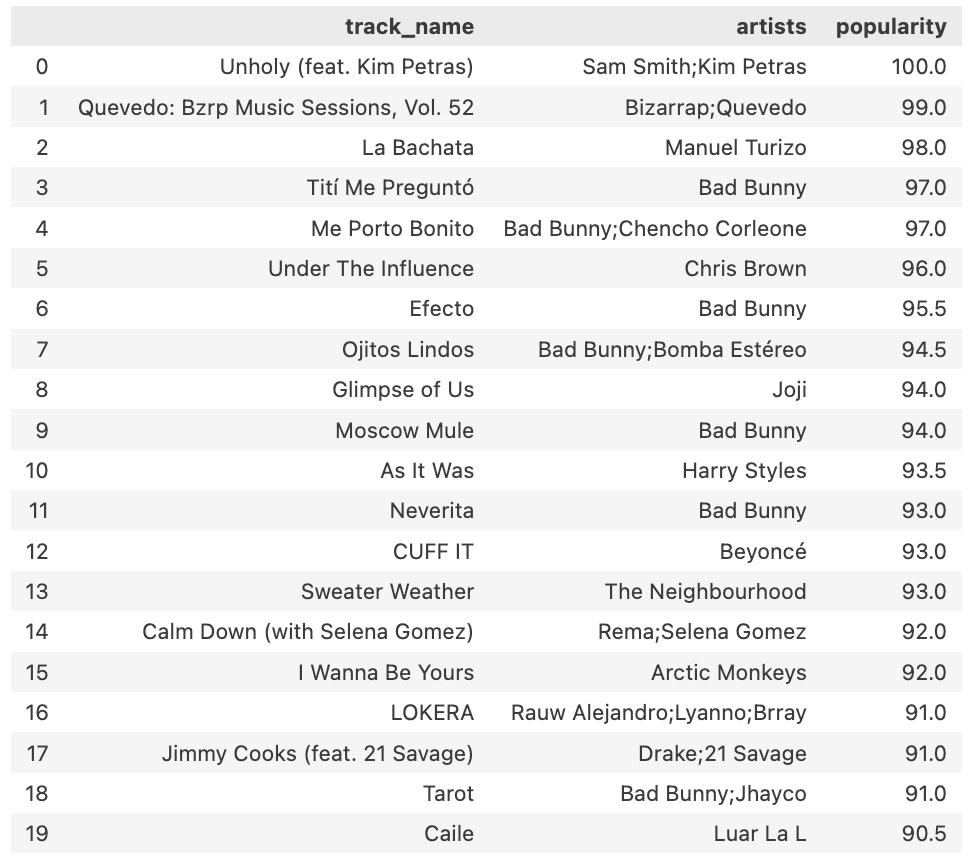 track_name artists popularity
0 Unholy (feat. Kim Petras) Sam Smith;Kim Petras 100.0
1 Quevedo: Bzrp Music Sessions, Vol. 52 Bizarrap;Quevedo 99.0
2 La Bachata Manuel Turizo 98.0
3 Tití Me Preguntó Bad Bunny 97.0
4 Me Porto Bonito Bad Bunny;Chencho Corleone 97.0
5 Under The Influence Chris Brown 96.0
6 Efecto Bad Bunny 95.5
7 Ojitos Lindos Bad Bunny;Bomba Estéreo 94.5
8 Glimpse of Us Joji 94.0
9 Moscow Mule Bad Bunny 94.0
10 As It Was Harry Styles 93.5
11 Neverita Bad Bunny 93.0
12 CUFF IT Beyoncé 93.0
13 Sweater Weather The Neighbourhood 93.0
14 Calm Down (with Selena Gomez) Rema;Selena Gomez 92.0
15 I Wanna Be Yours Arctic Monkeys 92.0
16 LOKERA Rauw Alejandro;Lyanno;Brray 91.0
17 Jimmy Cooks (feat. 21 Savage) Drake;21 Savage 91.0
18 Tarot Bad Bunny;Jhayco 91.0
19 Caile Luar La L 90.5